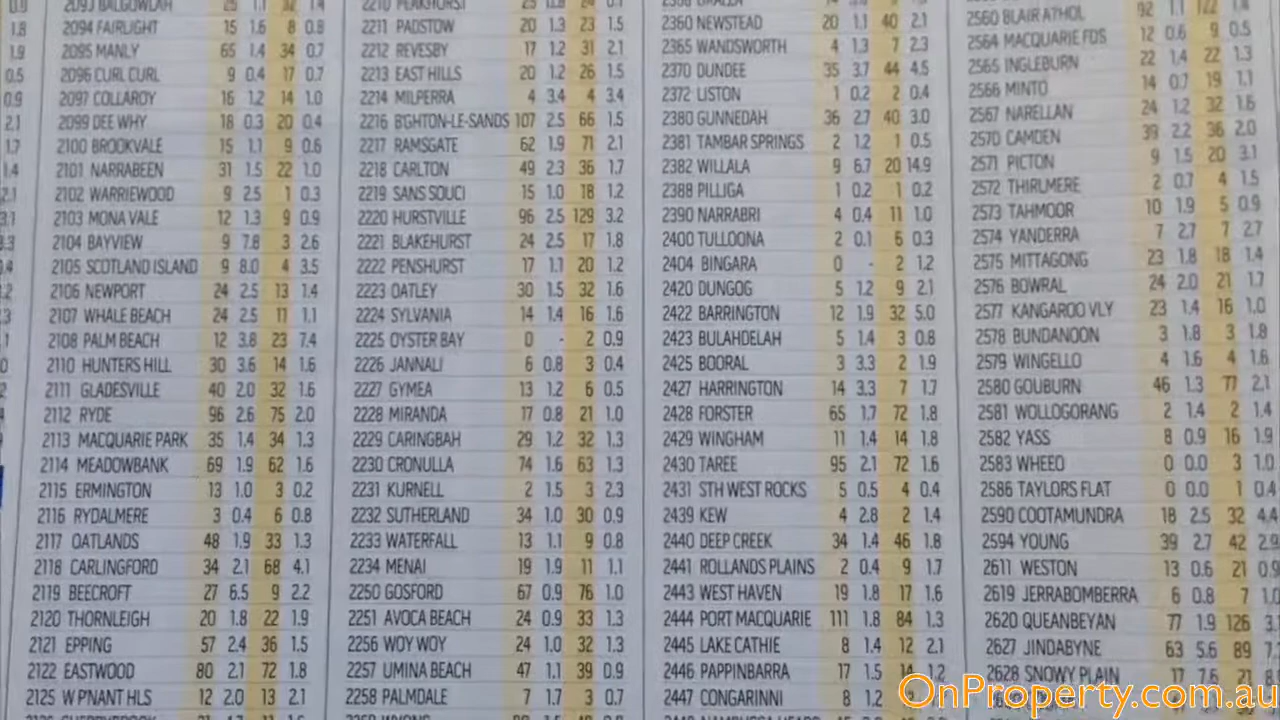 2094 FAIRLIGHT 15 1.6 8 0.8
2095 MANLY 65 1.4 34 0.7
2096 CURL CURL 9 0.4 17 0.7
2097 COLLAROY 16 1.2 14 1.0
2099 DEE WHY 18 0.3 20 0.4
2100 BROOKVALE 15 1.1 9 0.6
2101 NARRABEEN 31 1.5 22 1.0
2102 WARRIEWOOD 9 2.5 1 0.3
2103 MONA VALE 12 1.3 9 0.9
2104 BAYVIEW 9 7.8 3 2.6
2105 SCOTLAND ISLAND 9 8.0 4 3.5
2106 NEWPORT 24 2.5 13 1.4
2107 WHALE BEACH 24 2.5 11 1.1
2108 PALM BEACH 12 3.8 23 7.4
2110 HUNTERS HILL 30 3.6 14 1.6
2111 GLADESVILLE 40 2.0 32 1.6
2112 RYDE 96 2.6 75 2.0
2113 MACQUARIE PARK 35 1.4 34 1.3
2114 MEADOWBANK 69 1.9 62 1.6
2115 ERMINGTON 13 1.0 3 0.2
2116 RYDALMERE 3 0.4 6 0.8
2117 OATLANDS 48 1.9 33 1.3
2118 CARLINGFORD 34 2.1 68 4.1
2119 BEECROFT 27 6.5 9 2.2
2120 THORNLEIGH 20 1.8 22 1.9
2121 EPPING 57 2.4 36 1.5
2122 EASTWOOD 80 2.1 72 1.8
2125 W P'NANT HLS 12 2.0 13 2.1
2211 PADSTOW 20 1.3 23 1.5
2212 REVESBY 17 1.2 31 2.1
2213 EAST HILLS 20 1.2 26 1.5
2214 MILPERRA 4 3.4 4 3.4
2216 B'GHTON-LE-SANDS 107 2.5 66 1.5
2217 RAMSGATE 62 1.9 71 2.1
2218 CARLTON 49 2.3 36 1.7
2219 SANS SOUCI 15 1.0 18 1.2
2220 HURSTVILLE 96 2.5 129 3.2
2221 BLAKEHURST 24 2.5 17 1.8
2222 PENSHURST 17 1.1 20 1.2
2223 OATLEY 30 1.5 32 1.6
2224 SYLVANIA 14 1.4 16 1.6
2225 OYSTER BAY 0 - 2 0.9
2226 JANNALI 6 0.8 3 0.4
2227 GYMEA 13 1.2 6 0.5
2228 MIRANDA 17 0.8 21 1.0
2229 CARINGBAH 29 1.2 32 1.3
2230 CRONULLA 74 1.6 63 1.3
2231 KURNELL 2 1.5 3 2.3
2232 SUTHERLAND 34 1.0 30 0.9
2233 WATERFALL 13 1.1 9 0.8
2234 MENAI 19 1.9 11 1.1
2250 GOSFORD 67 0.9 76 1.0
2251 AVOCA BEACH 24 0.9 33 1.3
2256 WOY WOY 24 1.0 32 1.3
2257 UMINA BEACH 47 1.1 39 0.9
2258 PALMDALE 7 1.7 3 0.7
2360 NEWSTEAD 20 1.1 40 2.1
2365 WANDSWORTH 4 1.3 7 2.3
2370 DUNDEE 35 3.7 44 4.5
2372 LISTON 1 0.2 2 0.4
2380 GUNNEDAH 36 2.7 40 3.0
2381 TAMBAR SPRINGS 2 1.2 1 0.5
2382 WILLALA 9 6.7 20 14.9
2388 PILLIGA 1 0.2 1 0.2
2390 NARRABRI 4 0.4 11 1.0
2400 TULLOONA 2 0.1 6 0.3
2404 BINGARA 0 - 2 1.2
2420 DUNGOG 5 1.2 9 2.1
2422 BARRINGTON 12 1.9 32 5.0
2423 BULAHDELAH 5 1.4 3 0.8
2425 BOORAL 3 3.3 2 1.9
2427 HARRINGTON 14 3.3 7 1.7
2428 FORSTER 65 1.7 72 1.8
2429 WINGHAM 11 1.4 14 1.8
2430 TAREE 95 2.1 72 1.6
2431 STH WEST ROCKS 5 0.5 4 0.4
2439 KEW 4 2.8 2 1.4
2440 DEEP CREEK 34 1.4 46 1.8
2441 ROLLANDS PLAINS 2 0.4 9 1.7
2443 WEST HAVEN 19 1.8 17 1.6
2444 PORT MACQUARIE 111 1.8 84 1.3
2445 LAKE CATHIE 8 1.4 12 2.1
2446 PAPPINBARRA 17 1.5 14 1.2
2447 CONGARINNI 8 1.2
2560 BLAIR ATHOL 92 1.1 122
2564 MACQUARIE FDS 12 0.6 9 0.5
2565 INGLEBURN 22 1.4 22 1.3
2566 MINTO 14 0.7 19 1.1
2567 NARELLAN 24 1.2 32 1.6
2570 CAMDEN 39 2.2 36 2.0
2571 PICTON 9 1.5 20 3.1
2572 THIRLMERE 2 0.7 4 1.5
2573 TAHMOOR 10 1.9 5 0.9
2574 YANDERRA 7 2.7 7 2.7
2575 MITTAGONG 23 1.8 18 1.4
2576 BOWRAL 24 2.0 21 1.7
2577 KANGAROO VLY 23 1.4 16 1.0
2578 BUNDANOON 3 1.8 3 1.8
2579 WINGELLO 4 1.6 4 1.6
2580 GOUBURN 46 1.3 77 2.1
2581 WOLLOGORANG 2 1.4 2 1.4
2582 YASS 8 0.9 16 1.9
2583 WHEEO 0 0.0 3 1.0
2586 TAYLORS FLAT 0 0.0 1 0.4
2590 COOTAMUNDRA 18 2.5 32 4.4
2594 YOUNG 39 2.7 42 2.9
2611 WESTON 13 0.6 21 0.9
2619 JERRABOMBERRA 6 0.8 7 1.0
2620 QUEANBEYAN 77 1.9 126
2627 JINDABYNE 63 5.6 89
2628 SNOWY PLAIN 17 7.6 21
OnProperty.com.au